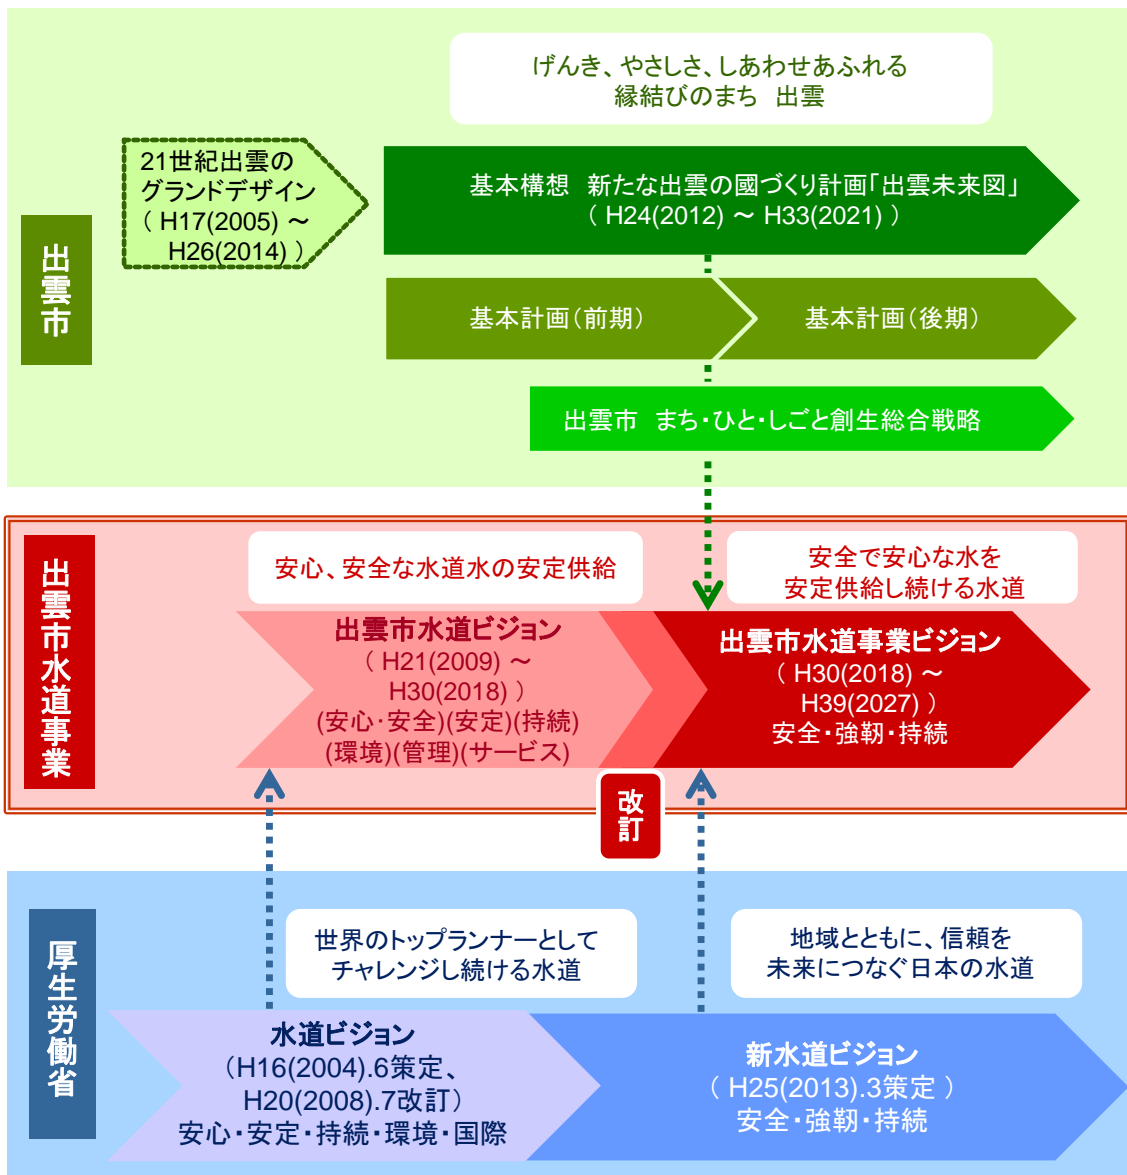 げんき、やさしさ、しあわせあふれる
縁結びのまち　出雲
21世紀出雲の
グランドデザイン
（ H17(2005) ～
H26(2014) ）
基本構想　新たな出雲の國づくり計画「出雲未来図」
（ H24(2012) ～ H33(2021) ）
出雲市
基本計画（前期）
基本計画（後期）
出雲市　まち・ひと・しごと創生総合戦略
出雲市水道事業
安心、安全な水道水の安定供給
安全で安心な水を
安定供給し続ける水道
出雲市水道ビジョン
（ H21(2009) ～
H30(2018) ）
(安心・安全)(安定)(持続)
(環境)(管理)(サービス)
出雲市水道事業ビジョン
（ H30(2018) ～
H39(2027) ）
安全・強靭・持続
改訂
厚生労働省
世界のトップランナーとして
チャレンジし続ける水道
地域とともに、信頼を
未来につなぐ日本の水道
水道ビジョン
（H16(2004).6策定、
H20(2008).7改訂）
安心・安定・持続・環境・国際
新水道ビジョン
（ H25(2013).3策定 ）
安全・強靭・持続